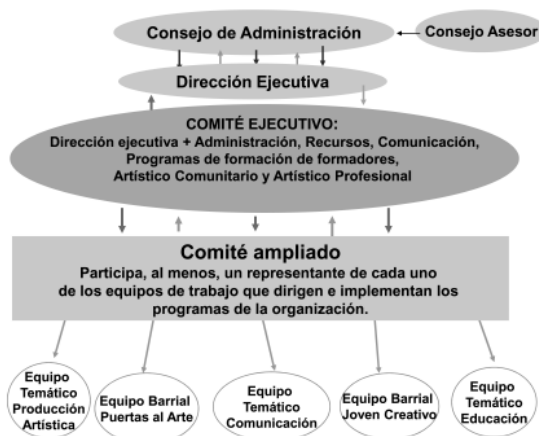 Consejo de Administración
Consejo Asesor
Dirección Ejecutiva
COMITÉ EJECUTIVO:
Dirección ejecutiva + Administración, Recursos, Comunicación,
Programas de formación de formadores,
Artístico Comunitario y Artístico Profesional
Comité ampliado
Participa, al menos, un representante de cada uno
de los equipos de trabajo que dirigen e implementan los
programas de la organización.
Equipo
Temático
Producción
Artística
Equipo Barrial
Puertas al Arte
Equipo
Temático
Comunicación
Equipo Barrial
Joven Creativo
Equipo
Temático
Educación